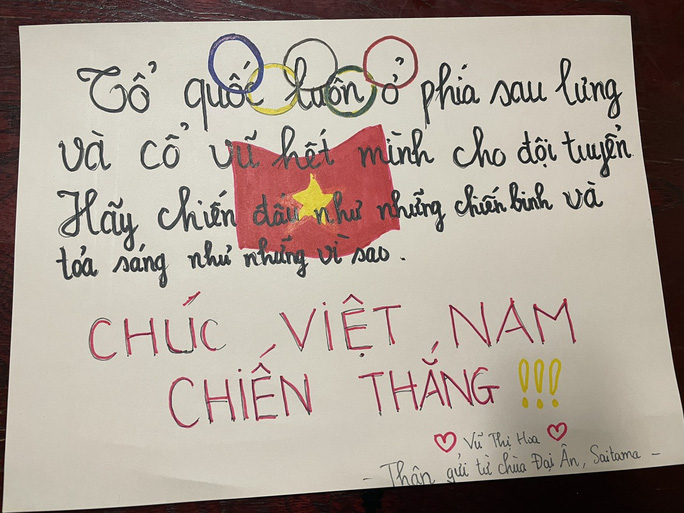 Tổ quốc luôn ở phía sau lưng
và cổ vũ hết mình cho đội tuyển
Hãy chiến đấu như những chiến binh và
tỏa sáng như những vì sao.
CHÚC VIỆT NAM
CHIẾN THẮNG !!!
Vũ Thị Hoa
- Thân gửi từ chùa Đại Ân, Saitama -